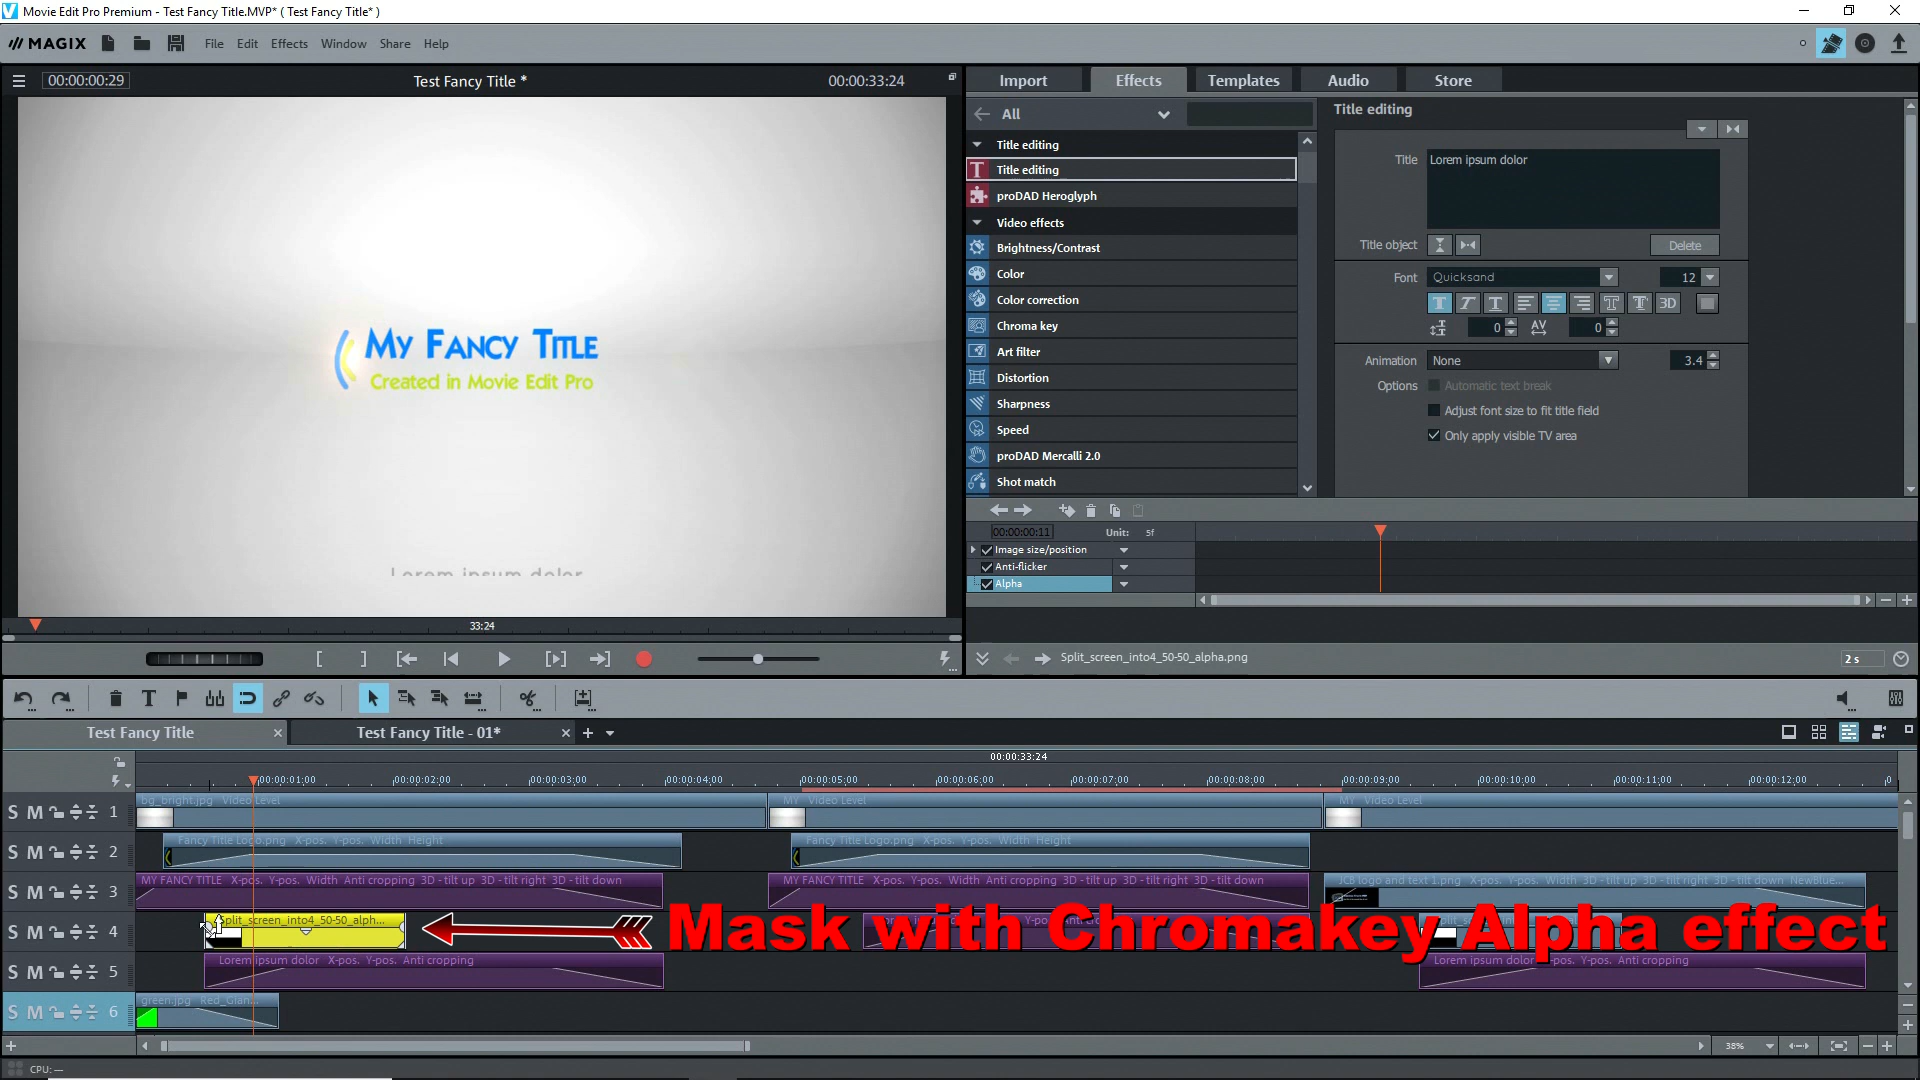 Movie Edit Pro Premium - Test Fancy Title.MVP* ( Test Fancy Title* )
MAGIX File Edit Effects Window Share Help
00:00:00:29 Test Fancy Title * 00:00:33:24
Import Effects Templates Audio Store
All
Title editing
Title editing
Title editing
proDAD Heroglyph
Video effects
Brightness/Contrast
Color
Color correction
Chroma key
Art filter
Distortion
Sharpness
Speed
proDAD Mercalli 2.0
Shot match
Title Lorem ipsum dolor
Title object Delete
Font Quicksand 12
3D
0 AV 0
Animation None 3.4
Options Automatic text break
Adjust font size to fit title field
Only apply visible TV area
My Fancy Title
Created in Movie Edit Pro
Lorem ipsum dolor
33:24
00:00:00:11 Unit: 5f
Image size/position
Anti-flicker
Alpha
Split_screen_into4_50-50_alpha.png 2 s
Test Fancy Title Test Fancy Title - 01*
00:00:33:24
00:00:01:00 00:00:02:00 00:00:03:00 00:00:04:00 00:00:05:00 00:00:06:00 00:00:07:00 00:00:08:00 00:00:09:00 00:00:10:00 00:00:11:00 00:00:12:00 0
S M 1 bg_bright.jpg Video Level MY Video Level MY Video Level
S M 2 Fancy Title Logo.png X-pos. Y-pos. Width Height Fancy Title Logo.png X-pos. Y-pos. Width Height
S M 3 MY FANCY TITLE X-pos. Y-pos. Width Anti cropping 3D - tilt up 3D - tilt right 3D - tilt down MY FANCY TITLE X-pos. Y-pos. Width Anti cropping 3D - tilt up 3D - tilt right 3D - tilt down JCB logo and text 1.png X-pos. Y-pos. Width 3D - tilt up 3D - tilt right 3D - tilt down NewBlue...
S M 4 Split_screen_into4_50-50_alph...
Mask with Chromakey Alpha effect
S M 5 Lorem ipsum dolor X-pos. Y-pos. Anti cropping Lorem ipsum dolor X-pos. Y-pos. Anti cropping
S M 6 green.jpg Red_Gian...
38%
CPU: ---